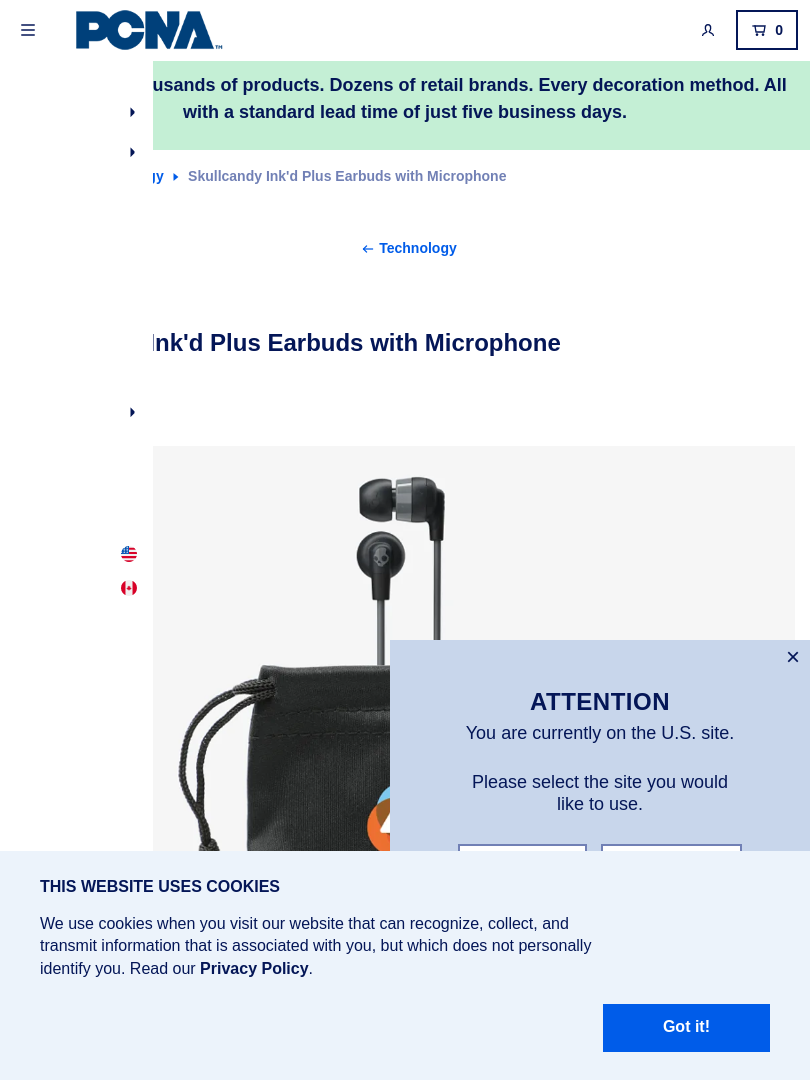 PCNA™
0
of products. Dozens of retail brands. Every decoration method. All
with a standard lead time of just five business days.
Skullcandy Ink'd Plus Earbuds with Microphone
Technology
Ink'd Plus Earbuds with Microphone
ATTENTION
You are currently on the U.S. site.
Please select the site you would
like to use.
THIS WEBSITE USES COOKIES
We use cookies when you visit our website that can recognize, collect, and
transmit information that is associated with you, but which does not personally
identify you. Read our Privacy Policy.
Got it!